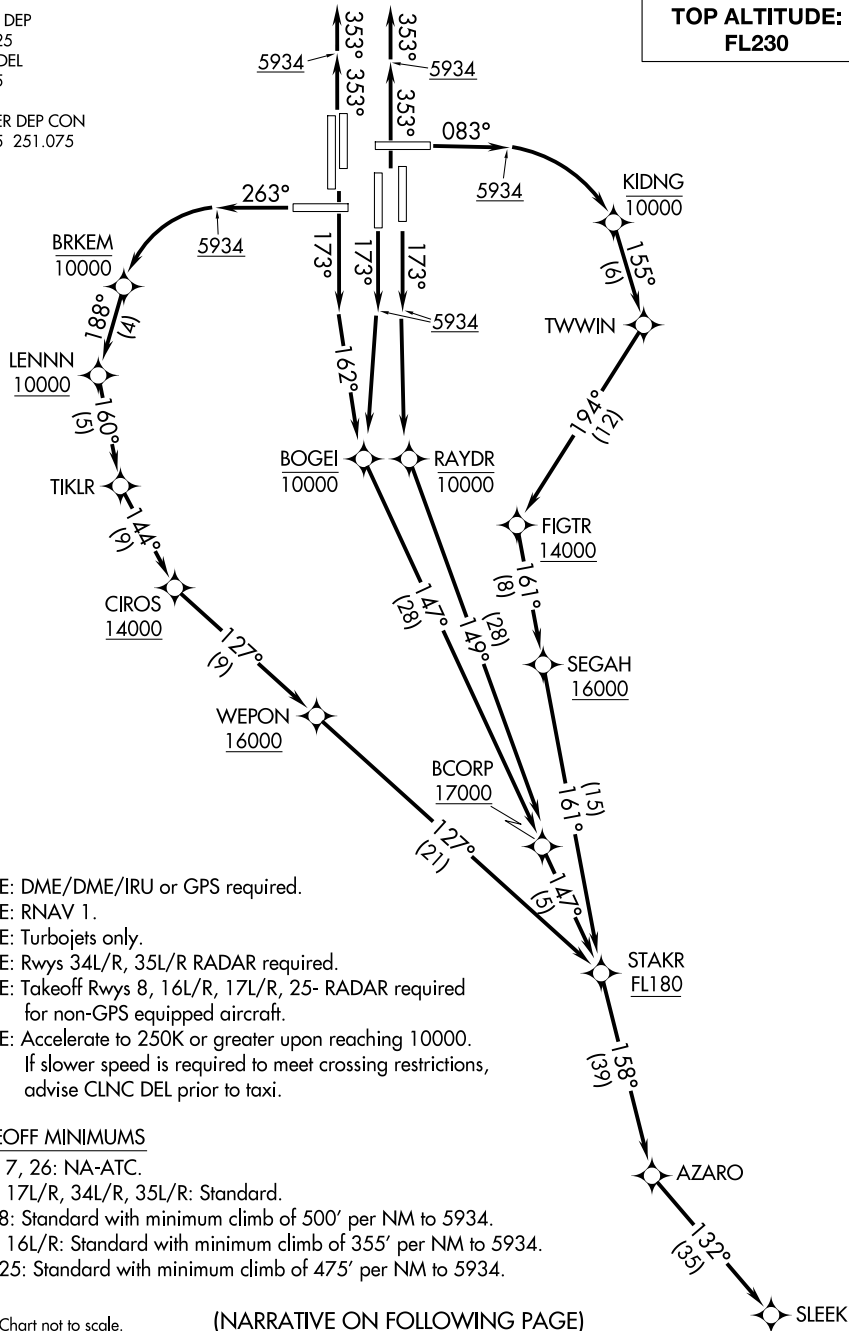 DEP
25
DEL
5
ER DEP CON
5 251.075
TOP ALTITUDE:
FL230
353°
353°
5934
5934
353°
353°
083°
5934
KIDNG
10000
263°
5934
BRKEM
10000
173°
173°
173°
155°
(6)
188°
(4)
5934
TWWIN
LENNN
10000
162°
160°
(5)
194°
(12)
BOGEI
10000
RAYDR
10000
TIKLR
144°
(9)
FIGTR
14000
CIROS
14000
147°
(28)
149°
(28)
161°
(8)
127°
(9)
SEGAH
16000
WEPON
16000
BCORP
17000
161°
(15)
127°
(21)
147°
(5)
E: DME/DME/IRU or GPS required.
E: RNAV 1.
E: Turbojets only.
E: Rwys 34L/R, 35L/R RADAR required.
E: Takeoff Rwys 8, 16L/R, 17L/R, 25- RADAR required
for non-GPS equipped aircraft.
E: Accelerate to 250K or greater upon reaching 10000.
If slower speed is required to meet crossing restrictions,
advise CLNC DEL prior to taxi.
STAKR
FL180
158°
(39)
EOFF MINIMUMS
7, 26: NA-ATC.
17L/R, 34L/R, 35L/R: Standard.
8: Standard with minimum climb of 500' per NM to 5934.
16L/R: Standard with minimum climb of 355' per NM to 5934.
25: Standard with minimum climb of 475' per NM to 5934.
AZARO
132°
(35)
SLEEK
Chart not to scale.
(NARRATIVE ON FOLLOWING PAGE)